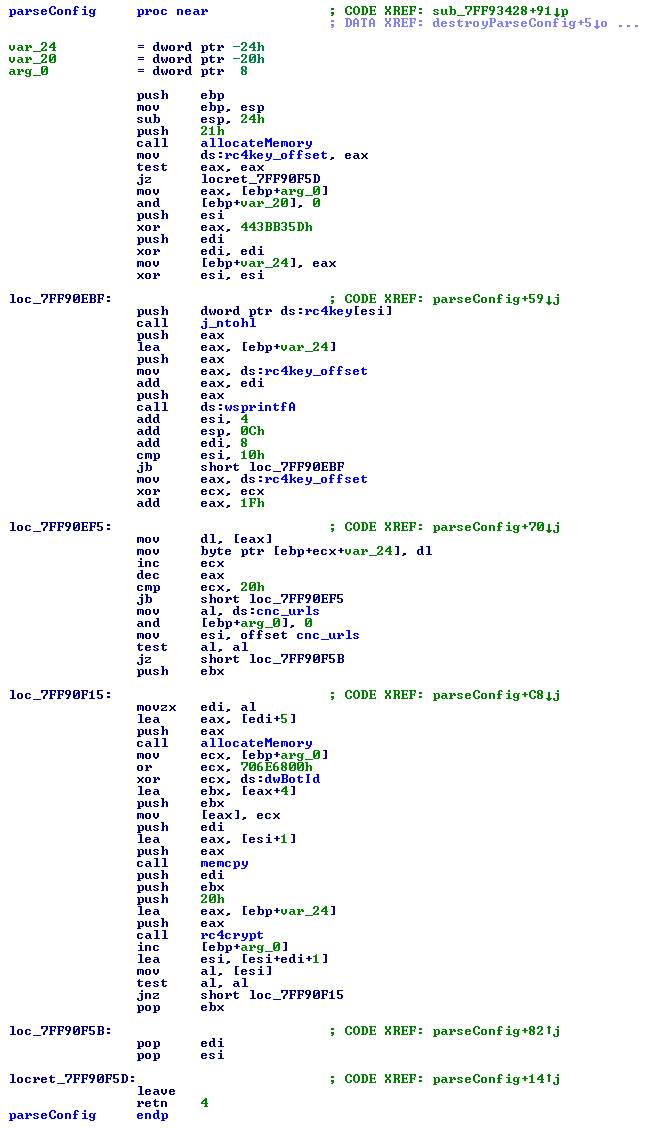 parseConfig proc near ; CODE XREF: sub_7FF93428+91↓p
; DATA XREF: destroyParseConfig+5↓o ...
var_24 = dword ptr -24h
var_20 = dword ptr -20h
arg_0 = dword ptr 8
push ebp
mov ebp, esp
sub esp, 24h
push 21h
call allocateMemory
mov ds:rc4key_offset, eax
test eax, eax
jz locret_7FF90F5D
mov eax, [ebp+arg_0]
and [ebp+var_20], 0
push esi
xor eax, 443BB35Dh
push edi
xor edi, edi
mov [ebp+var_24], eax
xor esi, esi
loc_7FF90EBF: ; CODE XREF: parseConfig+59↓j
push dword ptr ds:rc4key[esi]
call j_ntohl
push eax
lea eax, [ebp+var_24]
push eax
mov eax, ds:rc4key_offset
add eax, edi
push eax
call ds:wsprintfA
add esi, 4
add esp, 0Ch
add edi, 8
cmp esi, 10h
jb short loc_7FF90EBF
mov eax, ds:rc4key_offset
xor ecx, ecx
add eax, 1Fh
loc_7FF90EF5: ; CODE XREF: parseConfig+70↓j
mov dl, [eax]
mov byte ptr [ebp+ecx+var_24], dl
inc ecx
dec eax
cmp ecx, 20h
jb short loc_7FF90EF5
mov al, ds:cnc_urls
and [ebp+arg_0], 0
mov esi, offset cnc_urls
test al, al
jz short loc_7FF90F5B
push ebx
loc_7FF90F15: ; CODE XREF: parseConfig+C8↓j
movzx edi, al
lea eax, [edi+5]
push eax
call allocateMemory
mov ecx, [ebp+arg_0]
or ecx, 706E6800h
xor ecx, ds:dwBotId
lea ebx, [eax+4]
push ebx
mov [eax], ecx
push edi
lea eax, [esi+1]
push eax
call memcpy
push edi
push ebx
push 20h
lea eax, [ebp+var_24]
push eax
call rc4crypt
inc [ebp+arg_0]
lea esi, [esi+edi+1]
mov al, [esi]
test al, al
jnz short loc_7FF90F15
pop ebx
loc_7FF90F5B: ; CODE XREF: parseConfig+82↑j
pop edi
pop esi
locret_7FF90F5D: ; CODE XREF: parseConfig+14↑j
leave
retn 4
parseConfig endp